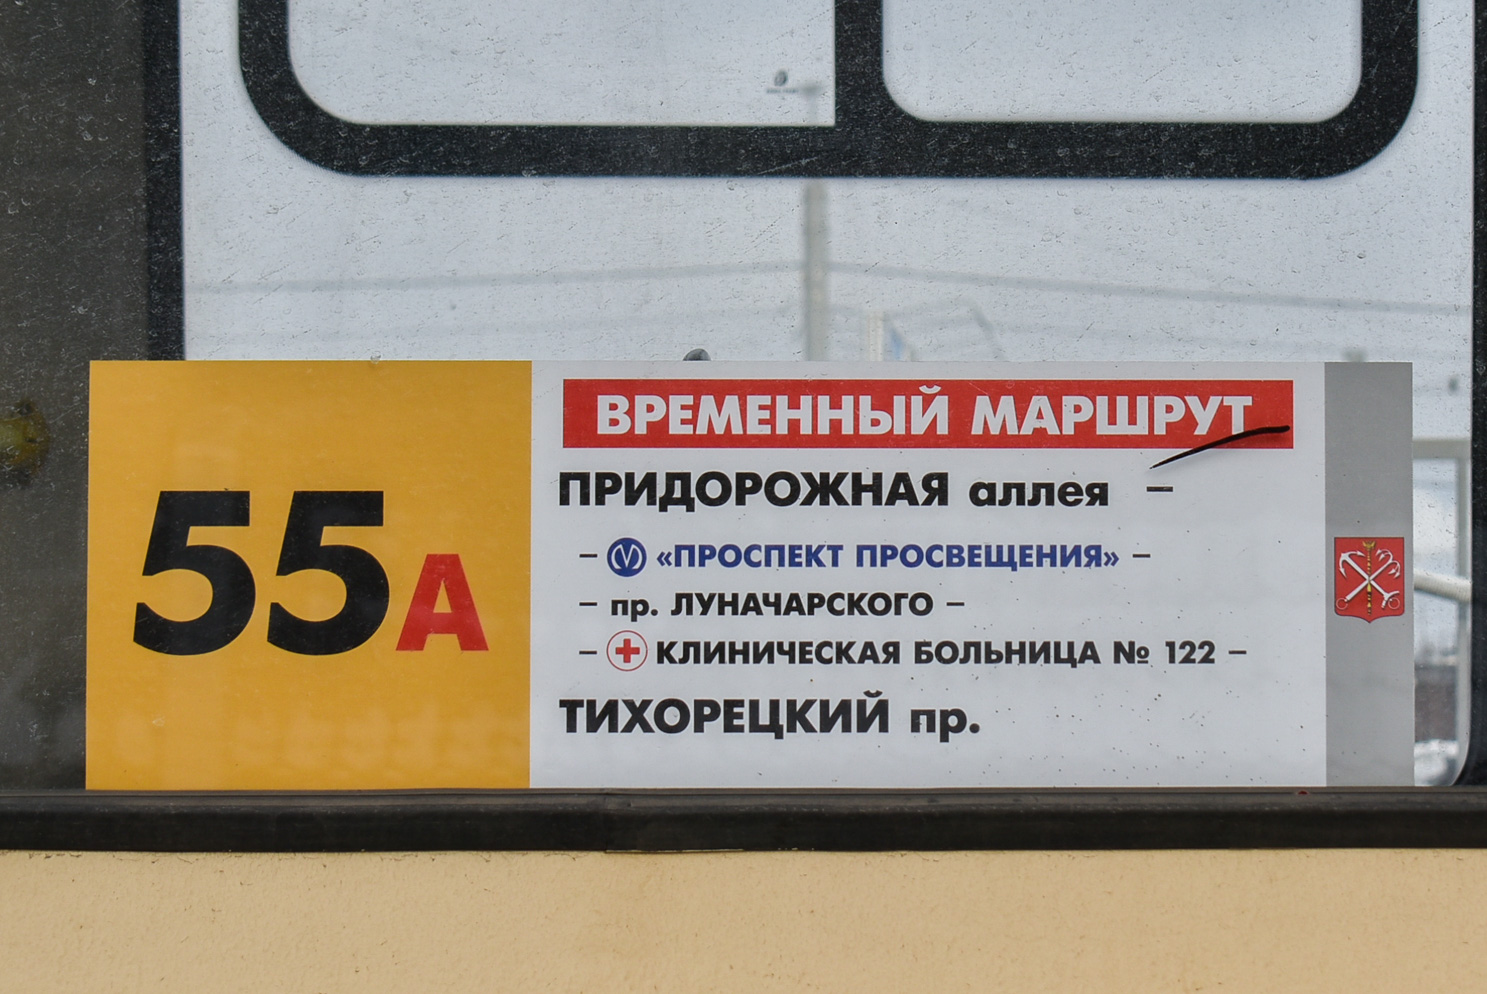 55А
ВРЕМЕННЫЙ МАРШРУТ
ПРИДОРОЖНАЯ аллея –
– «ПРОСПЕКТ ПРОСВЕЩЕНИЯ» –
– пр. ЛУНАЧАРСКОГО –
– КЛИНИЧЕСКАЯ БОЛЬНИЦА № 122 –
ТИХОРЕЦКИЙ пр.